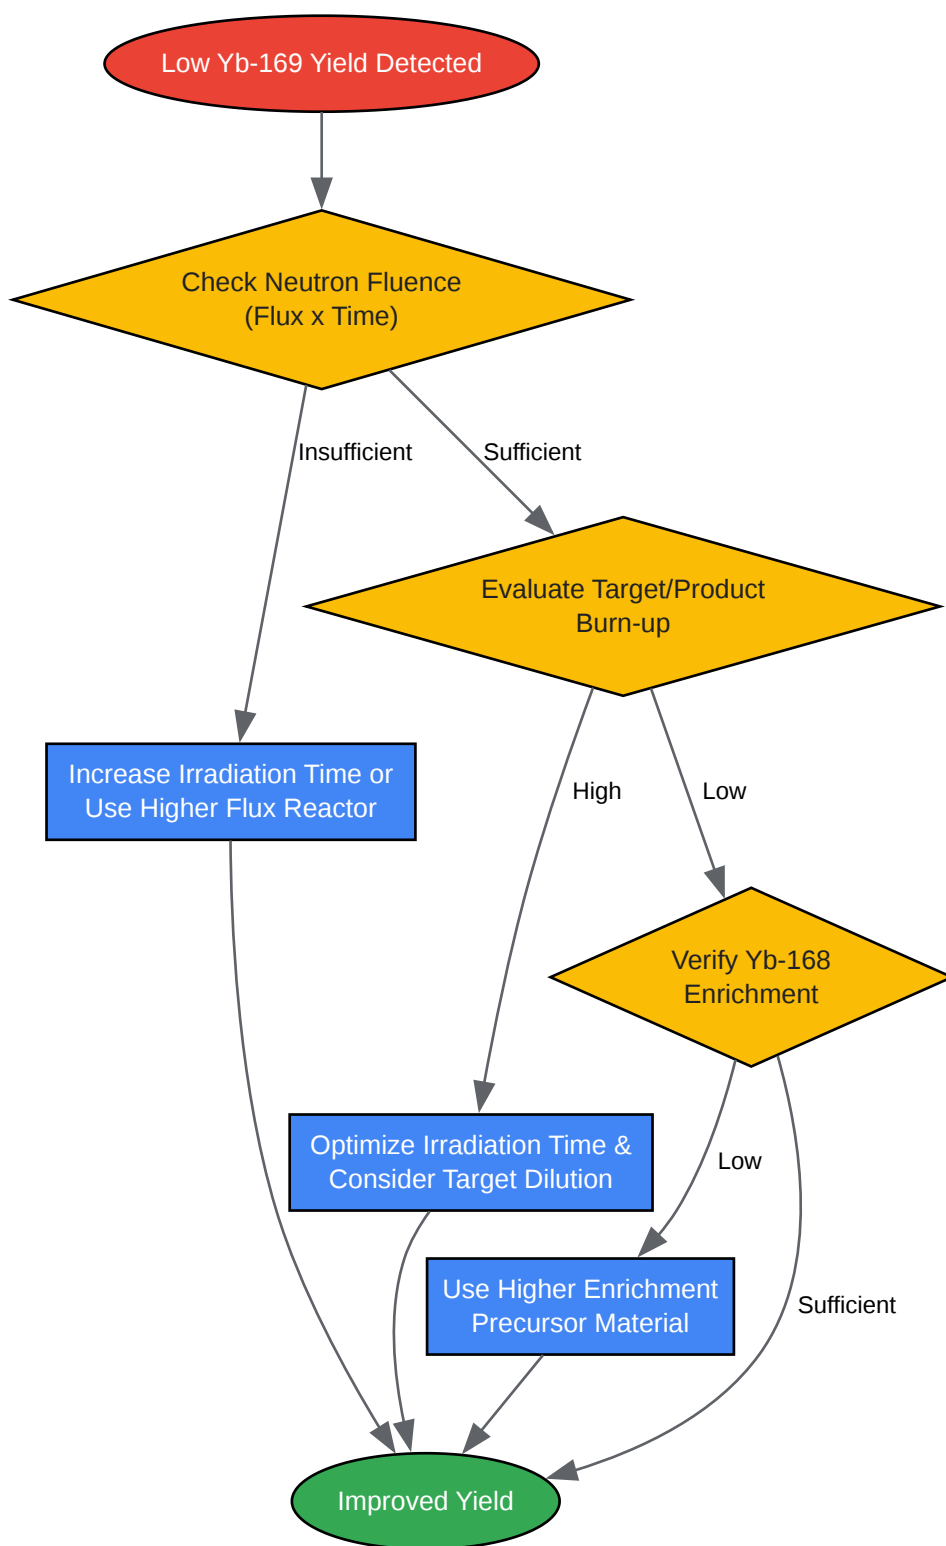 Low Yb-169 Yield Detected
Check Neutron Fluence
(Flux x Time)
Insufficient
Sufficient
Evaluate Target/Product
Burn-up
Increase Irradiation Time or
Use Higher Flux Reactor
High
Low
Verify Yb-168
Enrichment
Optimize Irradiation Time &
Consider Target Dilution
Low
Use Higher Enrichment
Precursor Material
Sufficient
Improved Yield